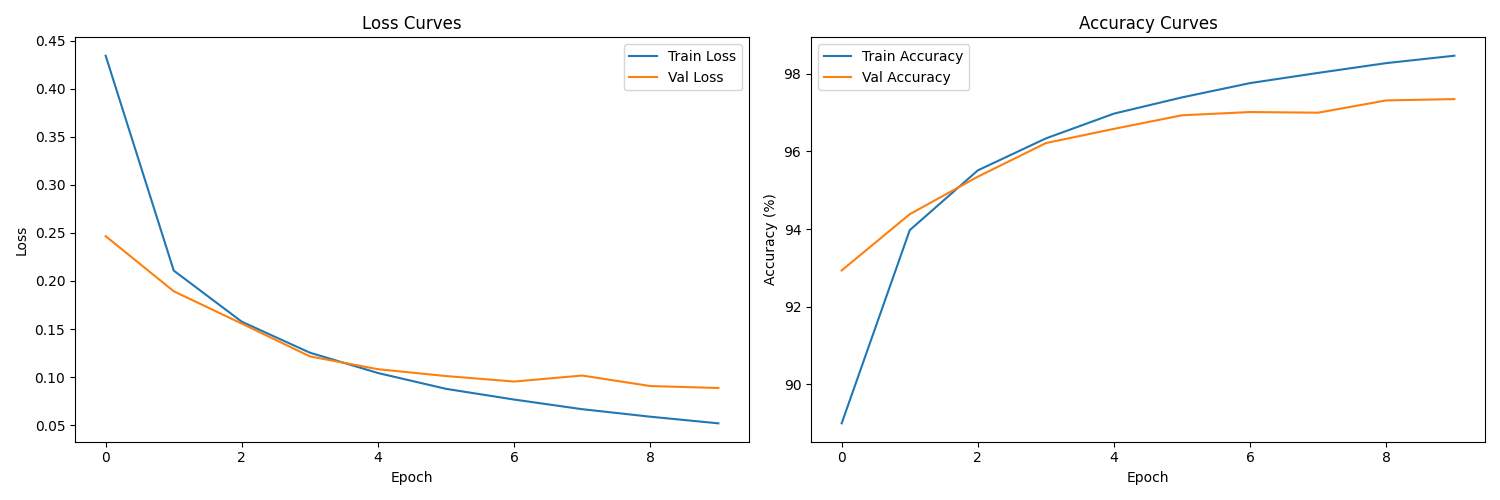 Loss Curves
0.45
0.40
0.35
0.30
0.25
0.20
0.15
0.10
0.05
Loss
Train Loss
Val Loss
0 2 4 6 8
Epoch
Accuracy Curves
98
96
94
92
90
Accuracy (%)
Train Accuracy
Val Accuracy
0 2 4 6 8
Epoch